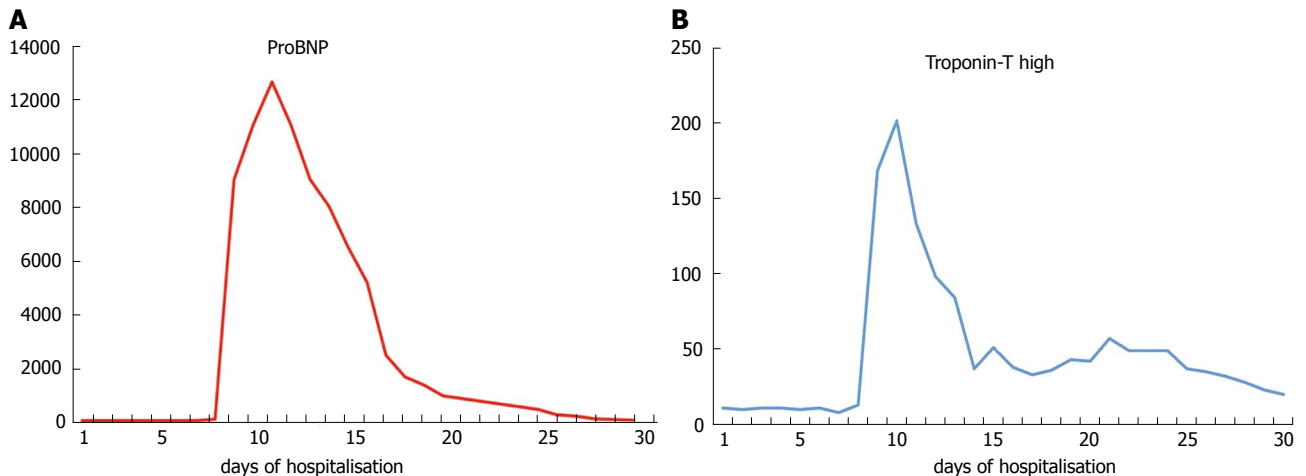 A
ProBNP
14000
12000
10000
8000
6000
4000
2000
0
1 5 10 15 20 25 30
days of hospitalisation
B
Troponin-T high
250
200
150
100
50
0
1 5 10 15 20 25 30
days of hospitalisation